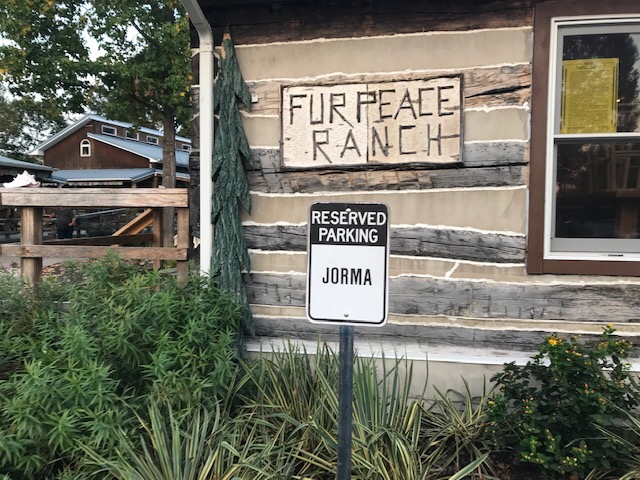 FUR PEACE
RANCH
RESERVED
PARKING
JORMA